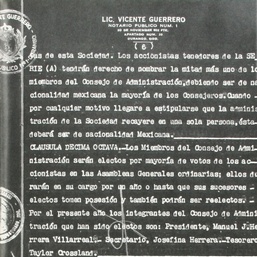 LIC. VICENTE GUERRERO
NOTARIO PUBLICO NUM. 1
20 DE NOVIEMBRE
APARTADO NUM.
DURANGO, MEX.
( 6 )
de esta Sociedad. Los accionistas tenedores de la SE
RIE (A) tendrán derecho de nombrar la mitad más uno de los
miembros del Consejo de Administración, debiendo ser de
cionalidad mexicana la mayoría de los Consejeros. Cuando
por cualquier motivo llegare a estipularse que la adminis
tración de la Sociedad recayere en una sola persona, ésta
deberá ser de nacionalidad Mexicana.
CLAUSULA DECIMA OCTAVA. Los Miembros del Consejo de Admi
nistración serán electos por mayoría de votos de los ac
cionistas en las Asambleas Generales ordinarias; ellos
rarán en su cargo por un año o hasta que sus sucesores
electos tomen posesión y también podrán ser reelectos.
Por el presente año los integrantes del Consejo de Adminis
tración que han sido electos son: Presidente, Manuel J. He
rrera Villarreal. Secretario, Josefina Herrera. Tesorero
Taylor Crossland.